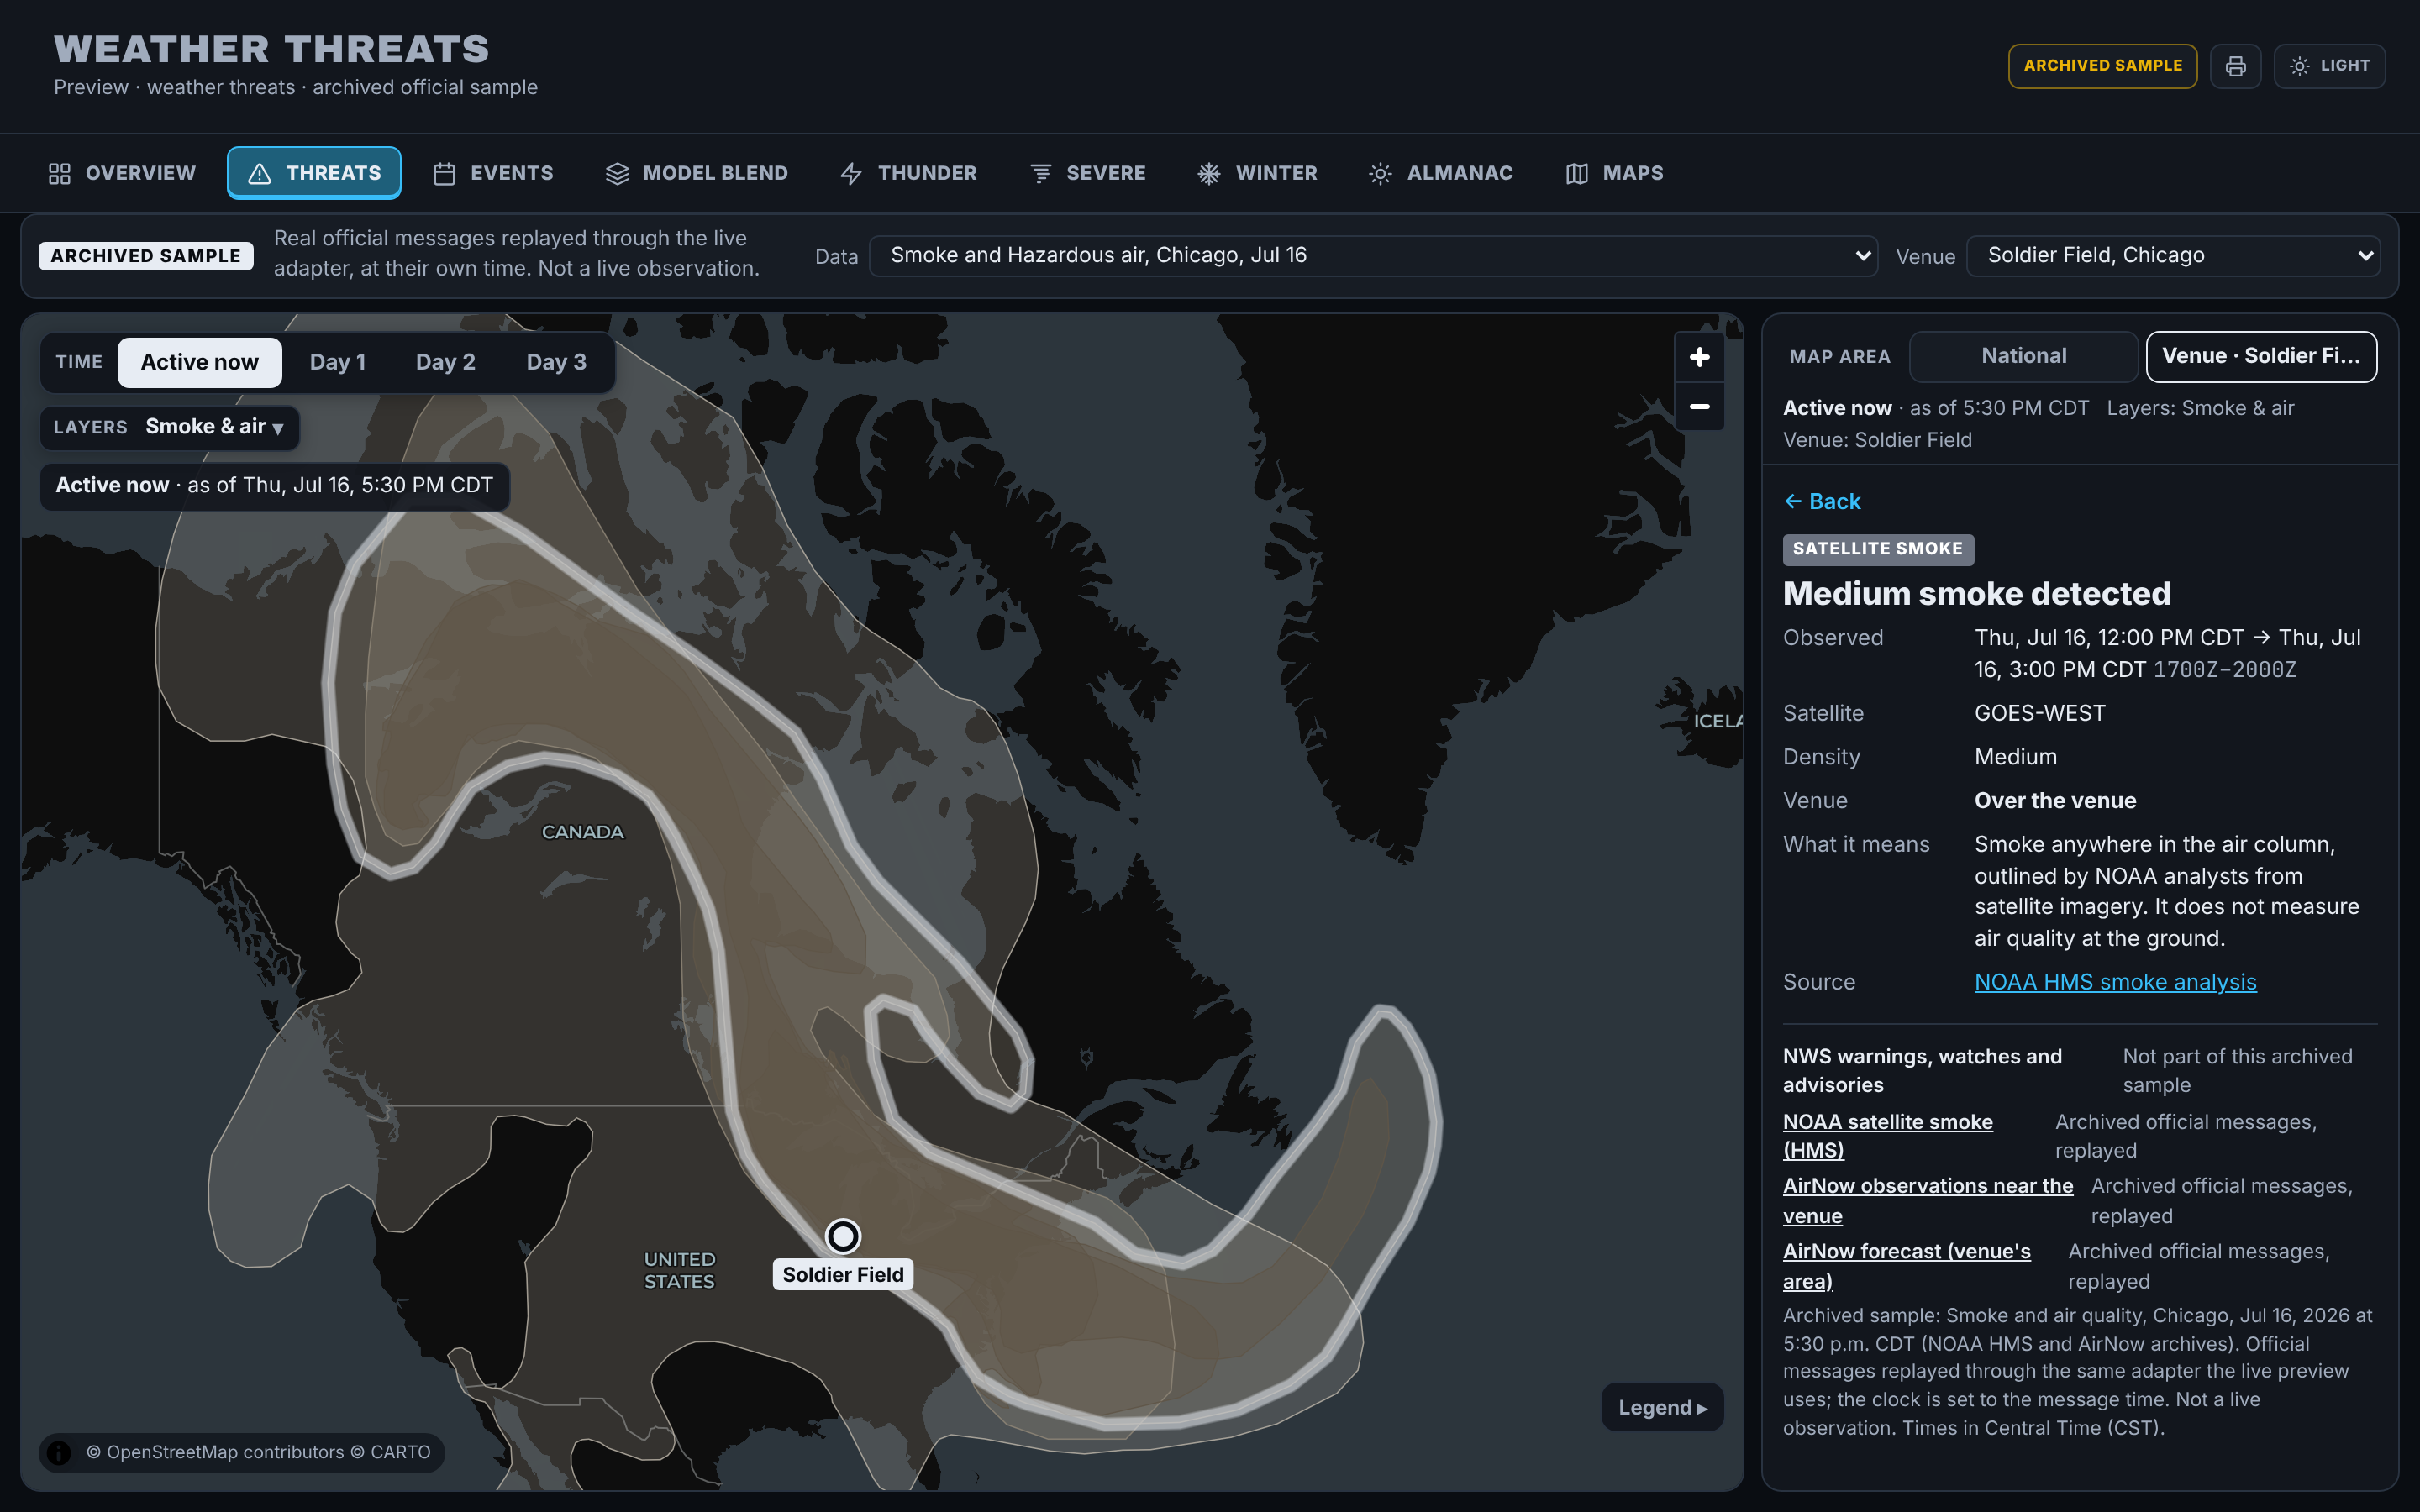 WEATHER THREATS
Preview · weather threats · archived official sample
ARCHIVED SAMPLE
LIGHT
OVERVIEW
THREATS
EVENTS
MODEL BLEND
THUNDER
SEVERE
WINTER
ALMANAC
MAPS
ARCHIVED SAMPLE
Real official messages replayed through the live
adapter, at their own time. Not a live observation.
Data
Smoke and Hazardous air, Chicago, Jul 16
Venue
Soldier Field, Chicago
TIME
Active now
Day 1
Day 2
Day 3
LAYERS Smoke & air ▾
Active now · as of Thu, Jul 16, 5:30 PM CDT
+
−
ICELA
CANADA
UNITED
STATES
Soldier Field
Legend ▸
© OpenStreetMap contributors © CARTO
MAP AREA
National
Venue · Soldier Fi...
Active now · as of 5:30 PM CDT Layers: Smoke & air
Venue: Soldier Field
← Back
SATELLITE SMOKE
Medium smoke detected
Observed
Thu, Jul 16, 12:00 PM CDT → Thu, Jul
16, 3:00 PM CDT 1700Z–2000Z
Satellite
GOES-WEST
Density
Medium
Venue
Over the venue
What it means
Smoke anywhere in the air column,
outlined by NOAA analysts from
satellite imagery. It does not measure
air quality at the ground.
Source
NOAA HMS smoke analysis
NWS warnings, watches and
advisories
Not part of this archived
sample
NOAA satellite smoke
(HMS)
Archived official messages,
replayed
AirNow observations near the
venue
Archived official messages,
replayed
AirNow forecast (venue's
area)
Archived official messages,
replayed
Archived sample: Smoke and air quality, Chicago, Jul 16, 2026 at
5:30 p.m. CDT (NOAA HMS and AirNow archives). Official
messages replayed through the same adapter the live preview
uses; the clock is set to the message time. Not a live
observation. Times in Central Time (CST).